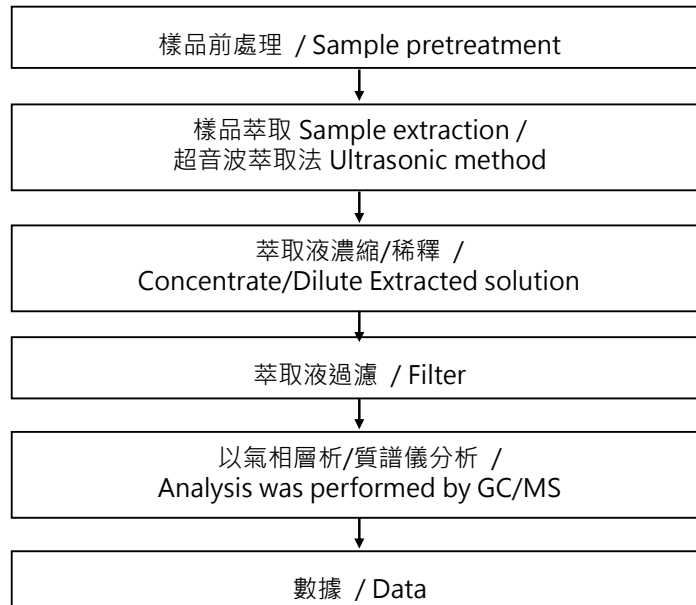 樣品前處理 / Sample pretreatment
樣品萃取 Sample extraction /
超音波萃取法 Ultrasonic method
萃取液濃縮/稀釋 /
Concentrate/Dilute Extracted solution
萃取液過濾 / Filter
以氣相層析/質譜儀分析 /
Analysis was performed by GC/MS
數據 / Data